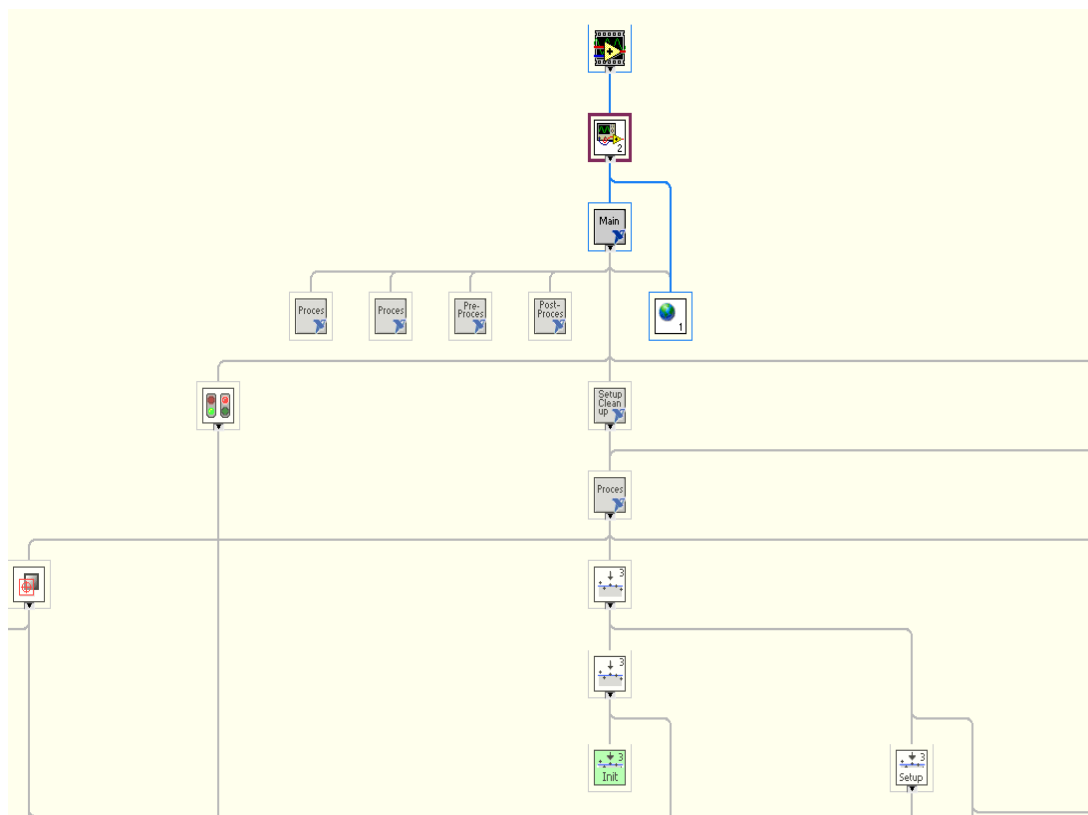 2
Main
Proces
Proces
Pre-
Proces
Post-
Proces
1
Setup
Clean
up
Proces
3
3
3
Init
3
Setup